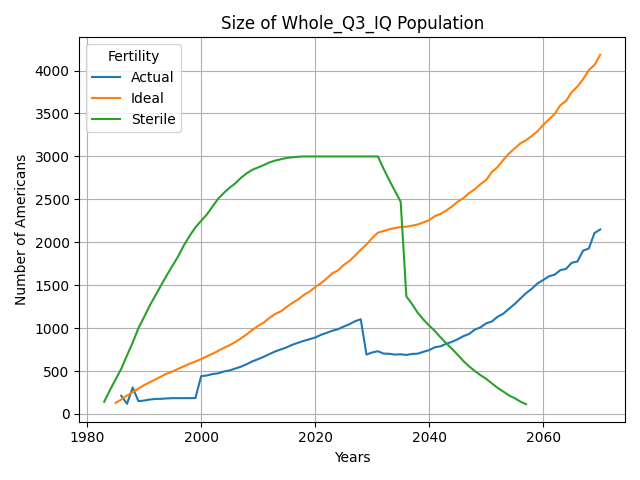 Size of Whole_Q3_IQ Population
Fertility
Actual
Ideal
Sterile
Number of Americans
4000
3500
3000
2500
2000
1500
1000
500
0
1980
2000
2020
2040
2060
Years